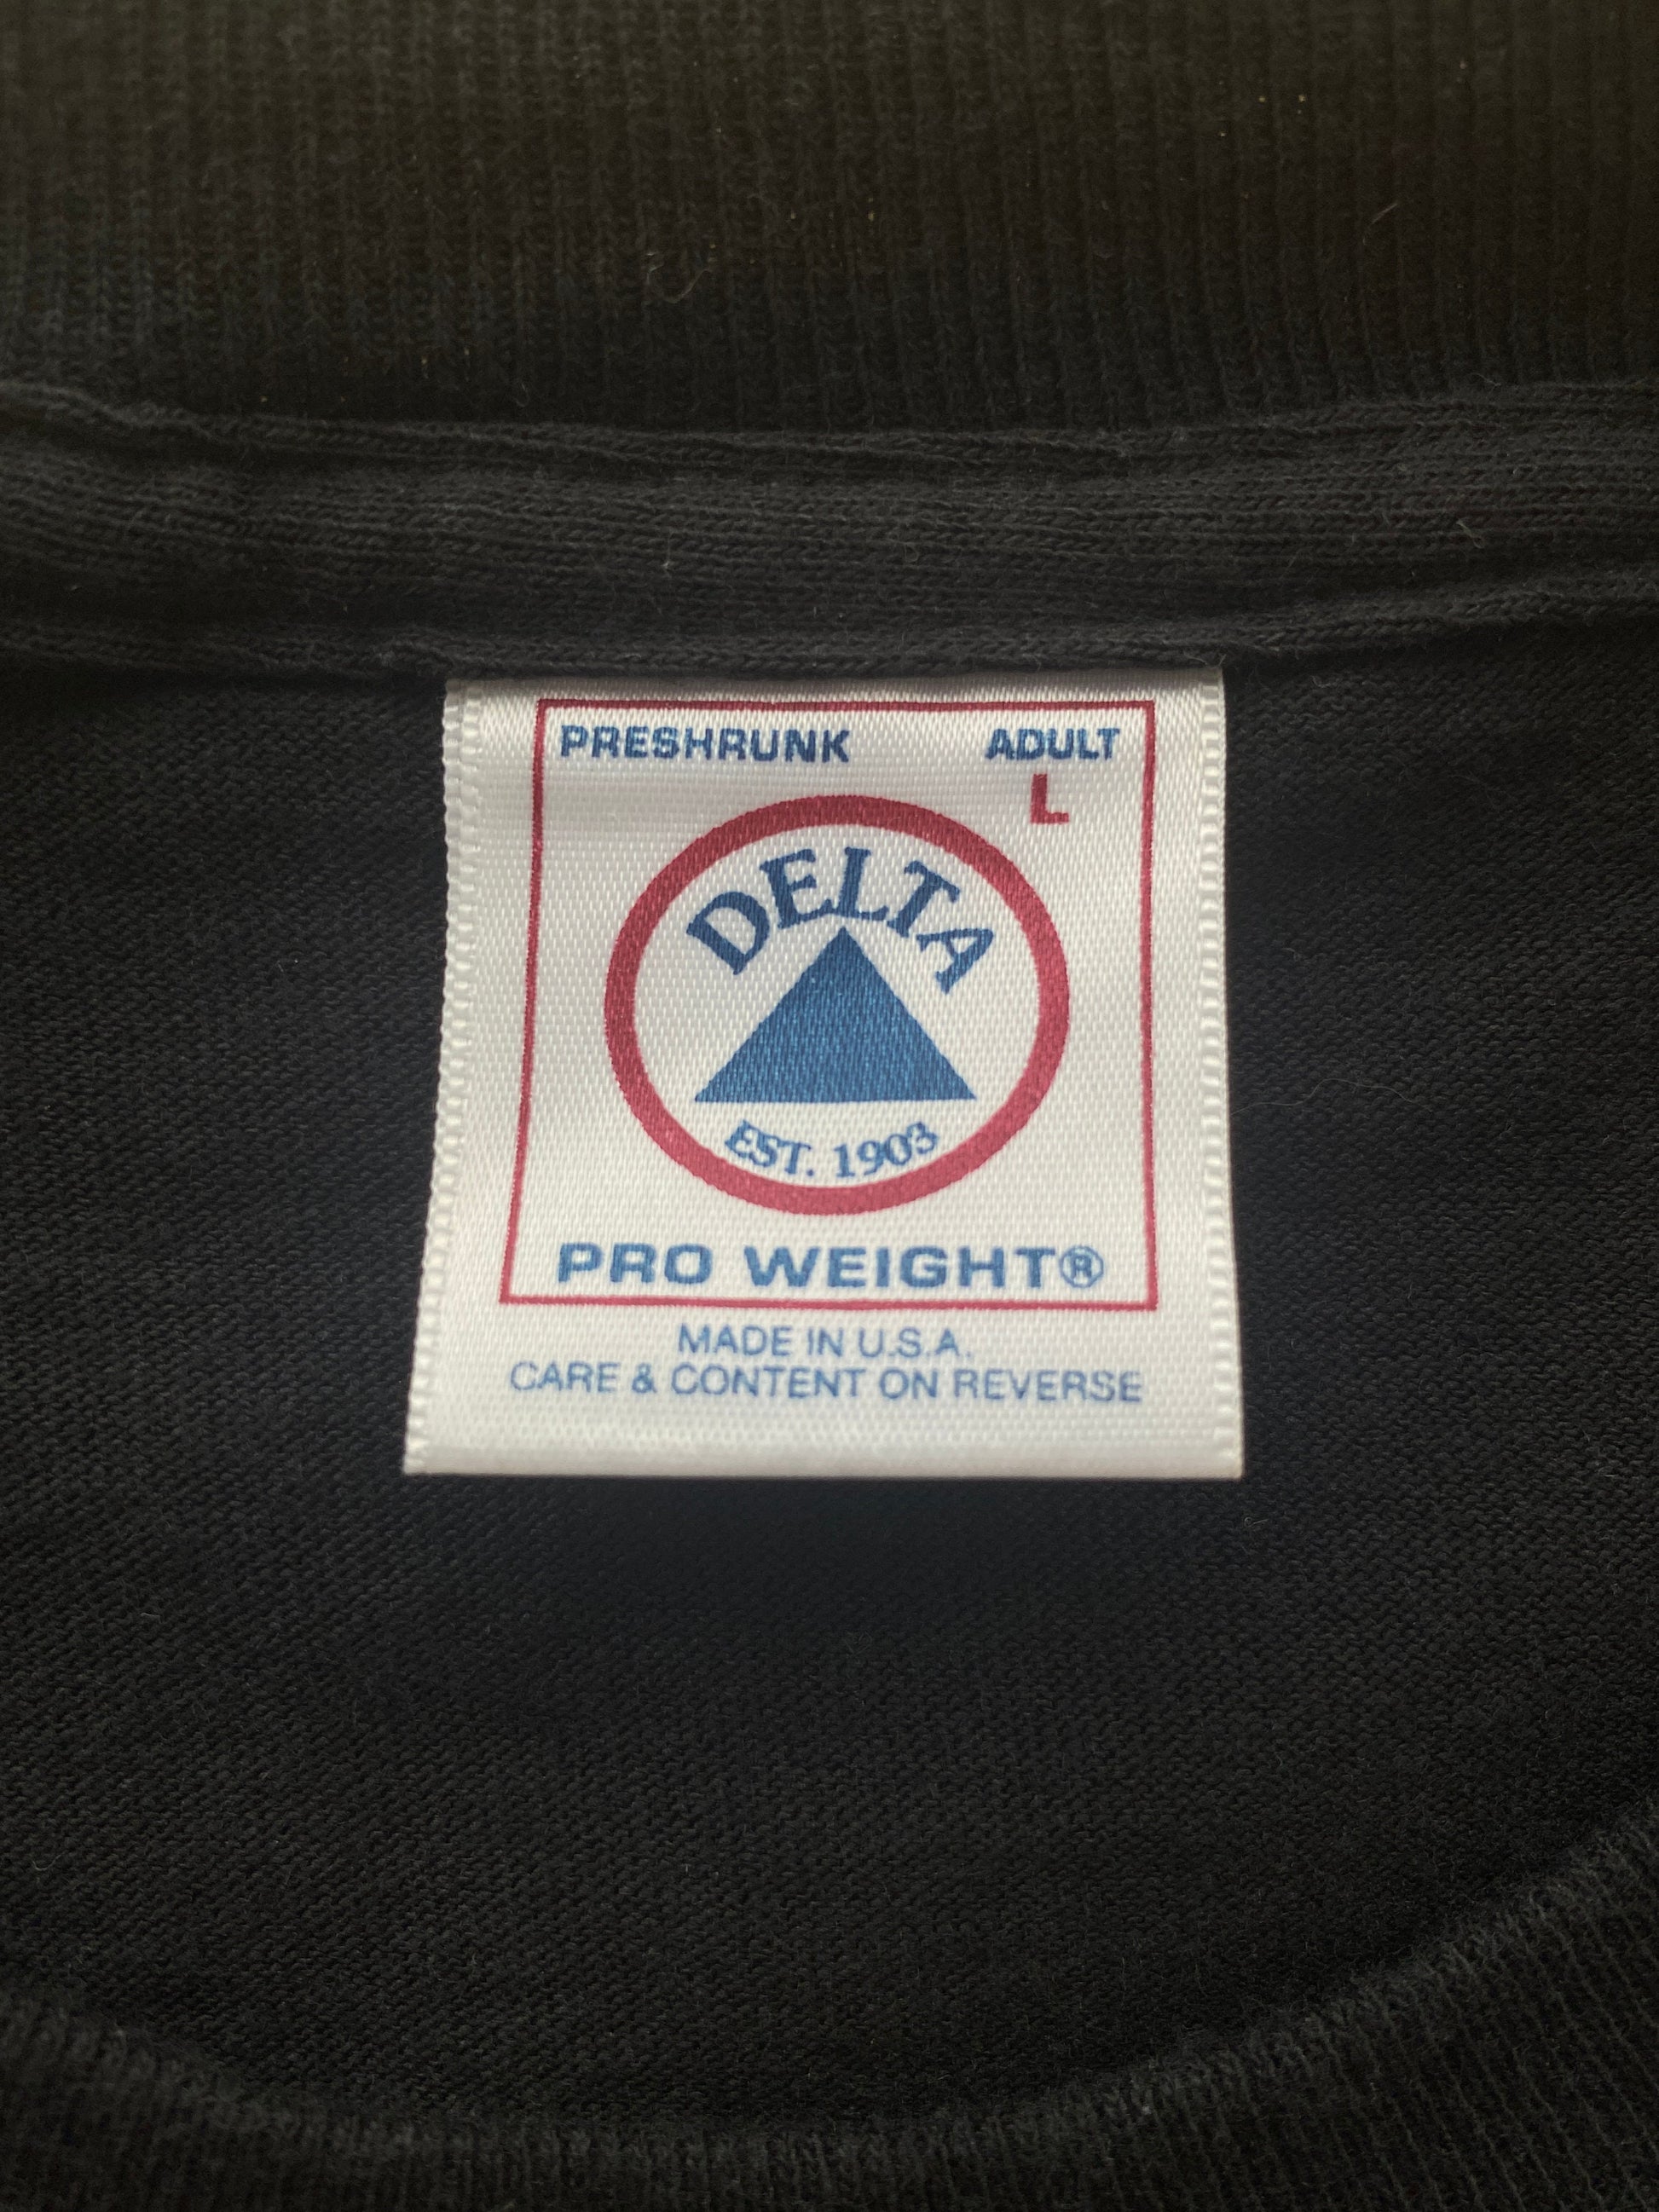 PRESHRUNK ADULT
L
DELTA
EST. 1903
PRO WEIGHT®
MADE IN U.S.A.
CARE & CONTENT ON REVERSE